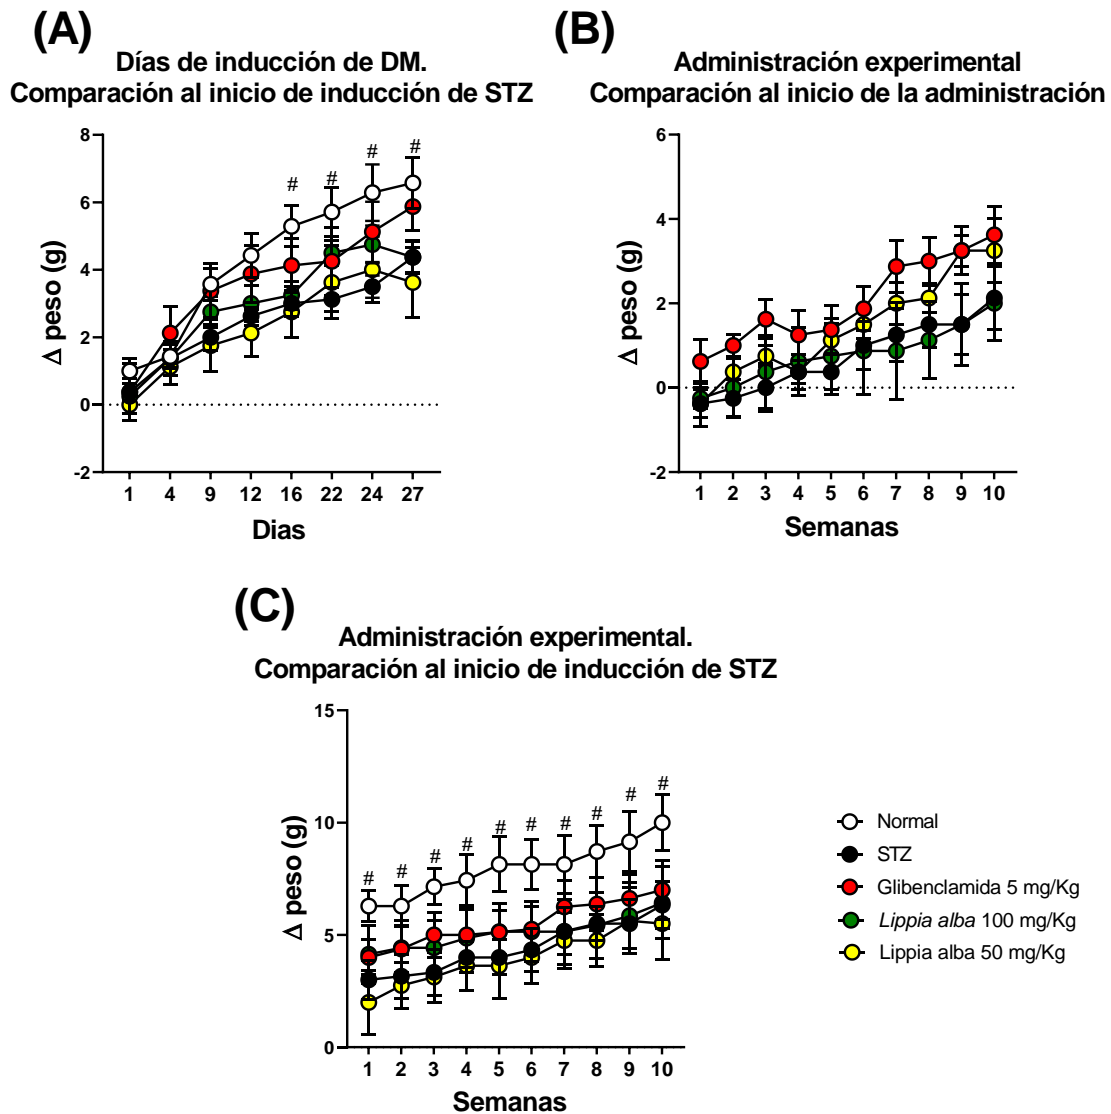 (A)
Días de inducción de DM.
Comparación al inicio de inducción de STZ
8
6
4
2
0
-2
Δ peso (g)
# # # #
1 4 9 12 16 22 24 27
Dias
(B)
Administración experimental
Comparación al inicio de la administración
6
4
2
0
-2
Δ peso (g)
1 2 3 4 5 6 7 8 9 10
Semanas
(C)
Administración experimental.
Comparación al inicio de inducción de STZ
15
10
5
0
Δ peso (g)
# # # # # # # # # #
1 2 3 4 5 6 7 8 9 10
Semanas
Normal
STZ
Glibenclamida 5 mg/Kg
Lippia alba 100 mg/Kg
Lippia alba 50 mg/Kg